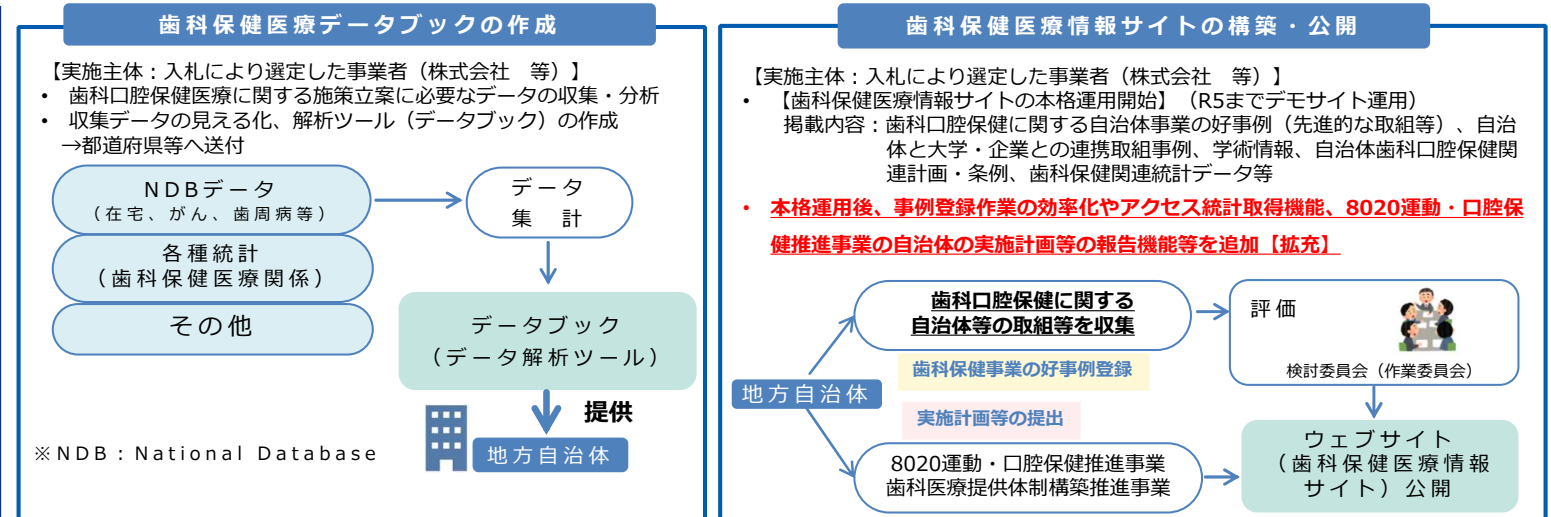 歯科保健医療データブックの作成
【実施主体：入札により選定した事業者（株式会社　等）】
• 歯科口腔保健医療に関する施策立案に必要なデータの収集・分析
• 収集データの見える化、解析ツール（データブック）の作成
→都道府県等へ送付
NDBデータ
（在宅、がん、歯周病等）
各種統計
（歯科保健医療関係）
その他
データ
集　計
データブック
（データ解析ツール）
提供
地方自治体
※NDB：National Database
歯科保健医療情報サイトの構築・公開
【実施主体：入札により選定した事業者（株式会社　等）】
• 【歯科保健医療情報サイトの本格運用開始】（R5までデモサイト運用）
掲載内容：歯科口腔保健に関する自治体事業の好事例（先進的な取組等）、自治
体と大学・企業との連携取組事例、学術情報、自治体歯科口腔保健関
連計画・条例、歯科保健関連統計データ等
• 本格運用後、事例登録作業の効率化やアクセス統計取得機能、8020運動・口腔保
健推進事業の自治体の実施計画等の報告機能等を追加【拡充】
歯科口腔保健に関する
自治体等の取組等を収集
評価
検討委員会（作業委員会）
歯科保健事業の好事例登録
地方自治体
実施計画等の提出
8020運動・口腔保健推進事業
歯科医療提供体制構築推進事業
ウェブサイト
（歯科保健医療情報
サイト）公開